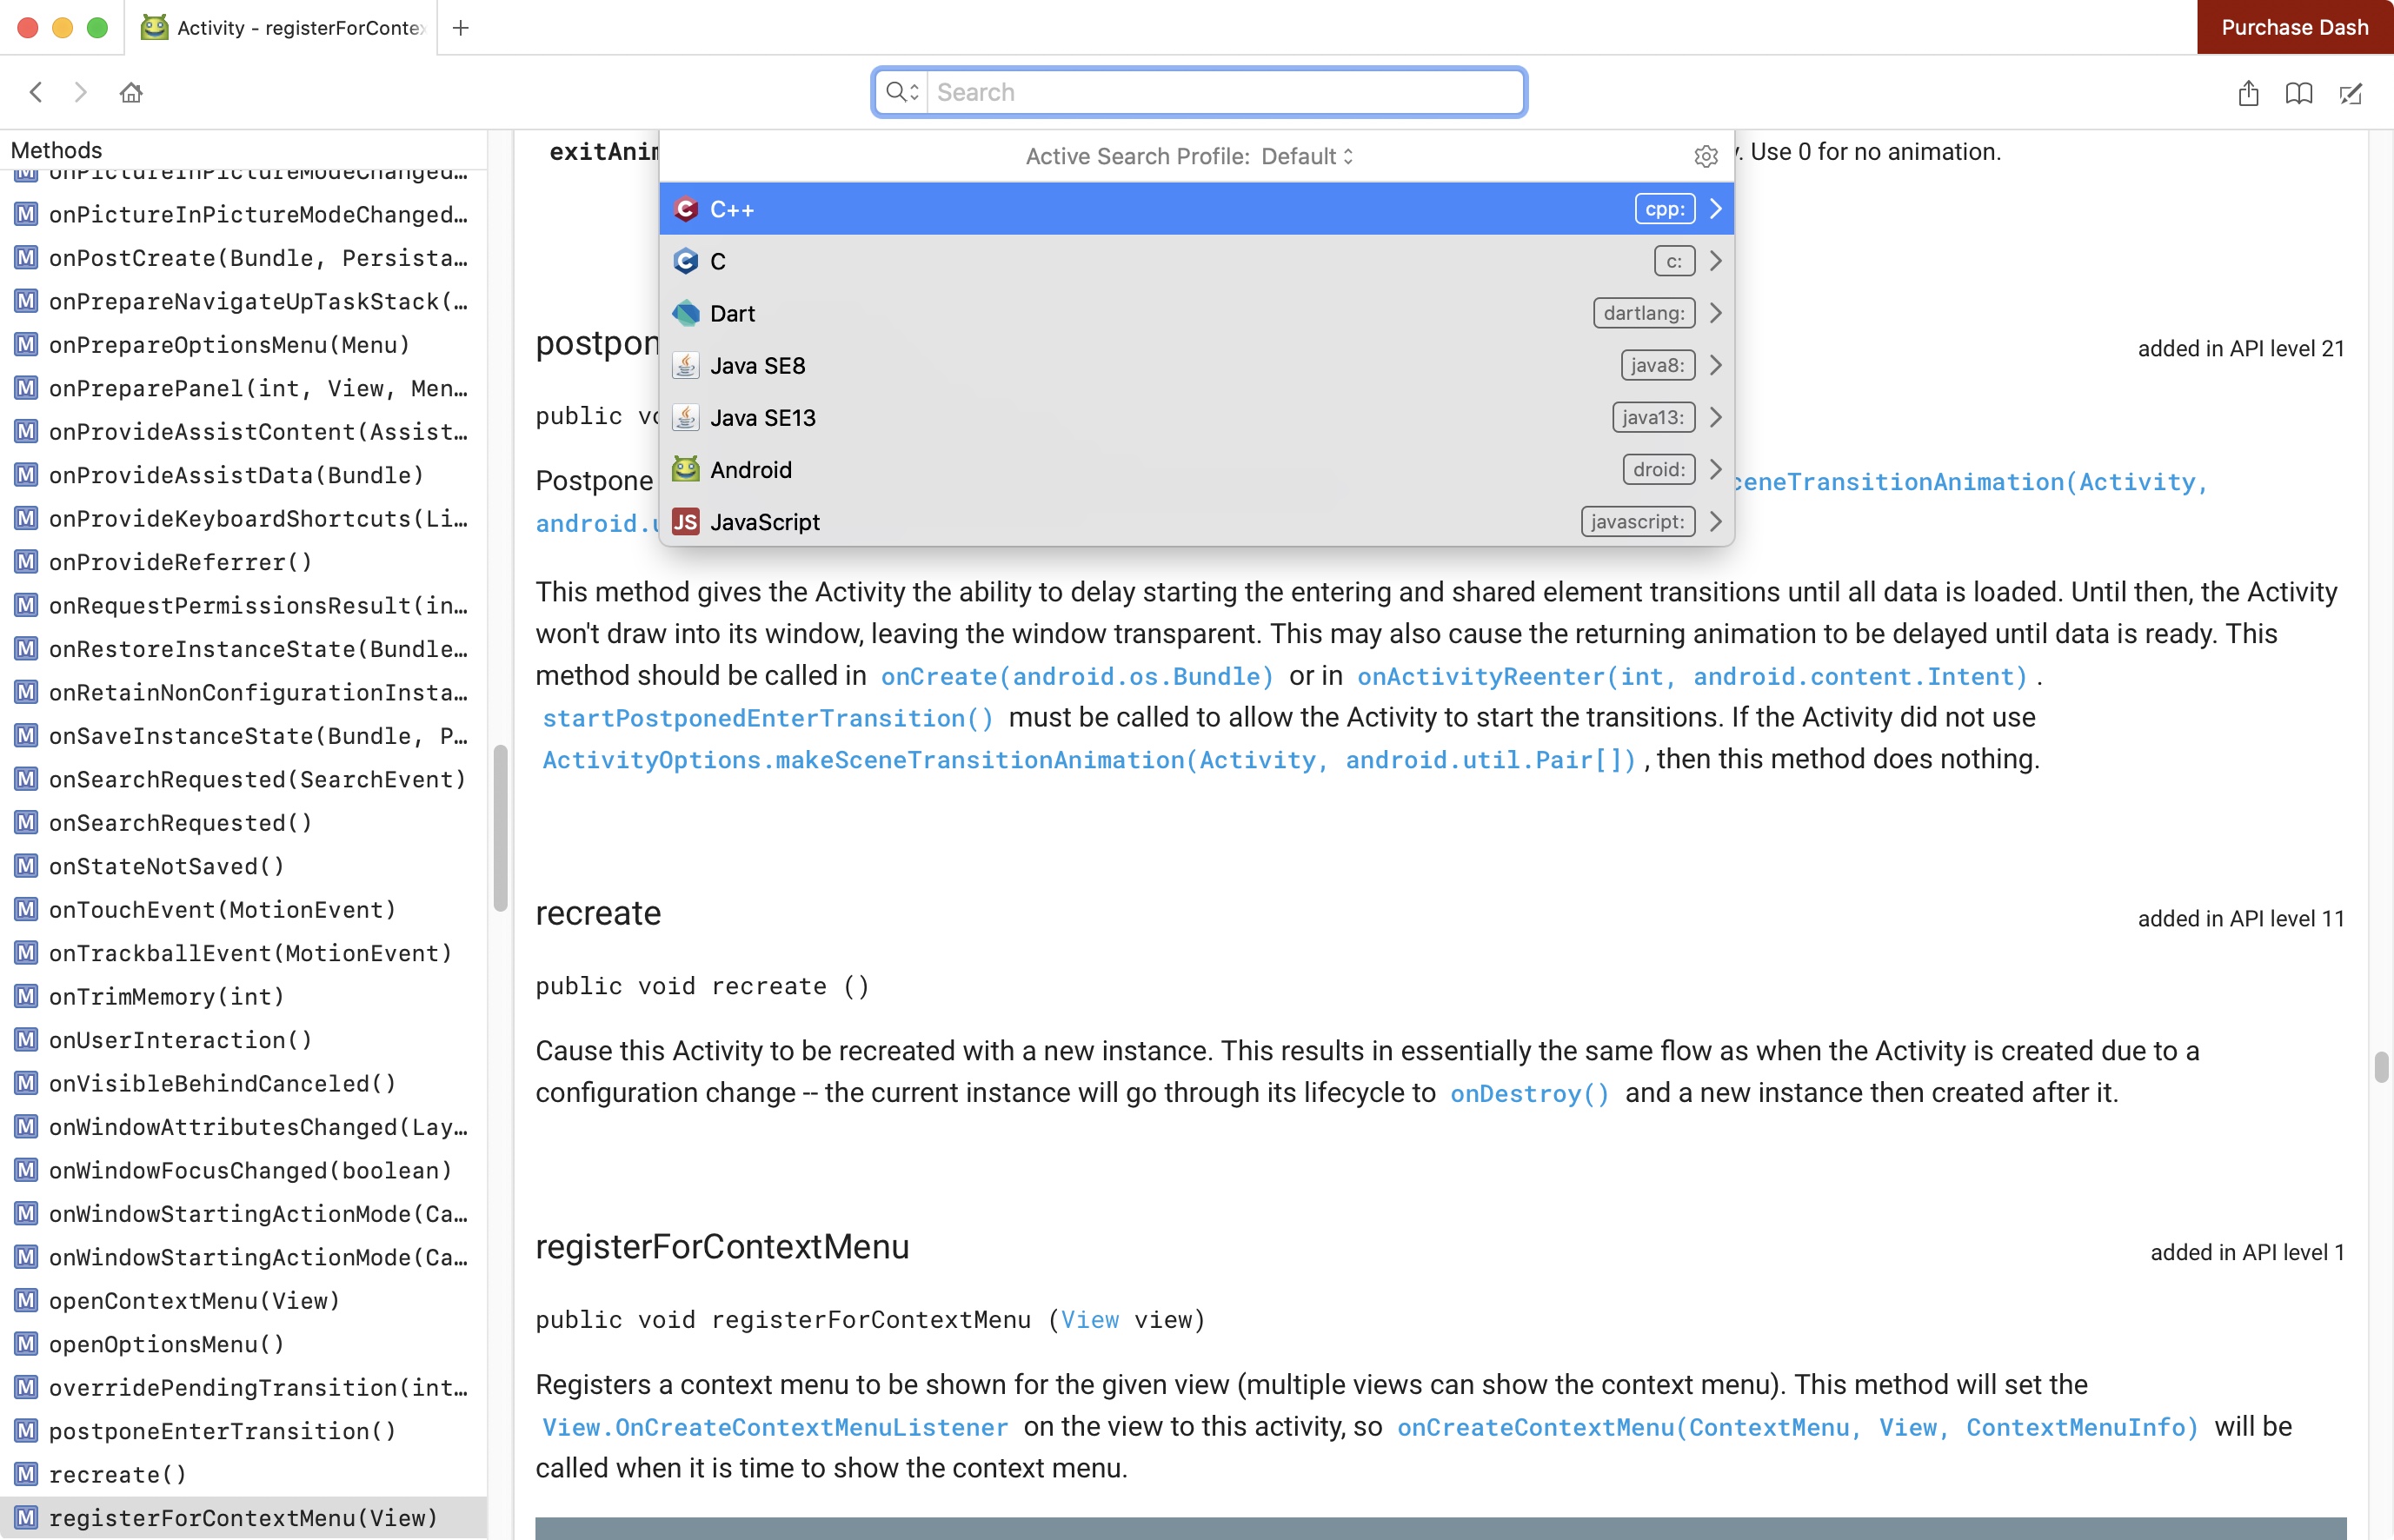 Activity - registerForContex
Purchase Dash
Search
Methods
onPictureInPictureModeChanged…
onPictureInPictureModeChanged…
onPostCreate(Bundle, Persista…
onPrepareNavigateUpTaskStack(…
onPrepareOptionsMenu(Menu)
onPreparePanel(int, View, Men…
onProvideAssistContent(Assist…
onProvideAssistData(Bundle)
onProvideKeyboardShortcuts(Li…
onProvideReferrer()
onRequestPermissionsResult(in…
onRestoreInstanceState(Bundle…
onRetainNonConfigurationInsta…
onSaveInstanceState(Bundle, P…
onSearchRequested(SearchEvent)
onSearchRequested()
onStateNotSaved()
onTouchEvent(MotionEvent)
onTrackballEvent(MotionEvent)
onTrimMemory(int)
onUserInteraction()
onVisibleBehindCanceled()
onWindowAttributesChanged(Lay…
onWindowFocusChanged(boolean)
onWindowStartingActionMode(Ca…
onWindowStartingActionMode(Ca…
openContextMenu(View)
openOptionsMenu()
overridePendingTransition(int…
postponeEnterTransition()
recreate()
registerForContextMenu(View)
Active Search Profile: Default
C++ cpp:
C c:
Dart dartlang:
Java SE8 java8:
Java SE13 java13:
Android droid:
JavaScript javascript:
exitAnim
. Use 0 for no animation.
postpon
added in API level 21
public vo
Postpone
ceneTransitionAnimation(Activity,
android.u
This method gives the Activity the ability to delay starting the entering and shared element transitions until all data is loaded. Until then, the Activity
won't draw into its window, leaving the window transparent. This may also cause the returning animation to be delayed until data is ready. This
method should be called in onCreate(android.os.Bundle) or in onActivityReenter(int, android.content.Intent) .
startPostponedEnterTransition() must be called to allow the Activity to start the transitions. If the Activity did not use
ActivityOptions.makeSceneTransitionAnimation(Activity, android.util.Pair[]) , then this method does nothing.
recreate
added in API level 11
public void recreate ()
Cause this Activity to be recreated with a new instance. This results in essentially the same flow as when the Activity is created due to a
configuration change -- the current instance will go through its lifecycle to onDestroy() and a new instance then created after it.
registerForContextMenu
added in API level 1
public void registerForContextMenu (View view)
Registers a context menu to be shown for the given view (multiple views can show the context menu). This method will set the
View.OnCreateContextMenuListener on the view to this activity, so onCreateContextMenu(ContextMenu, View, ContextMenuInfo) will be
called when it is time to show the context menu.